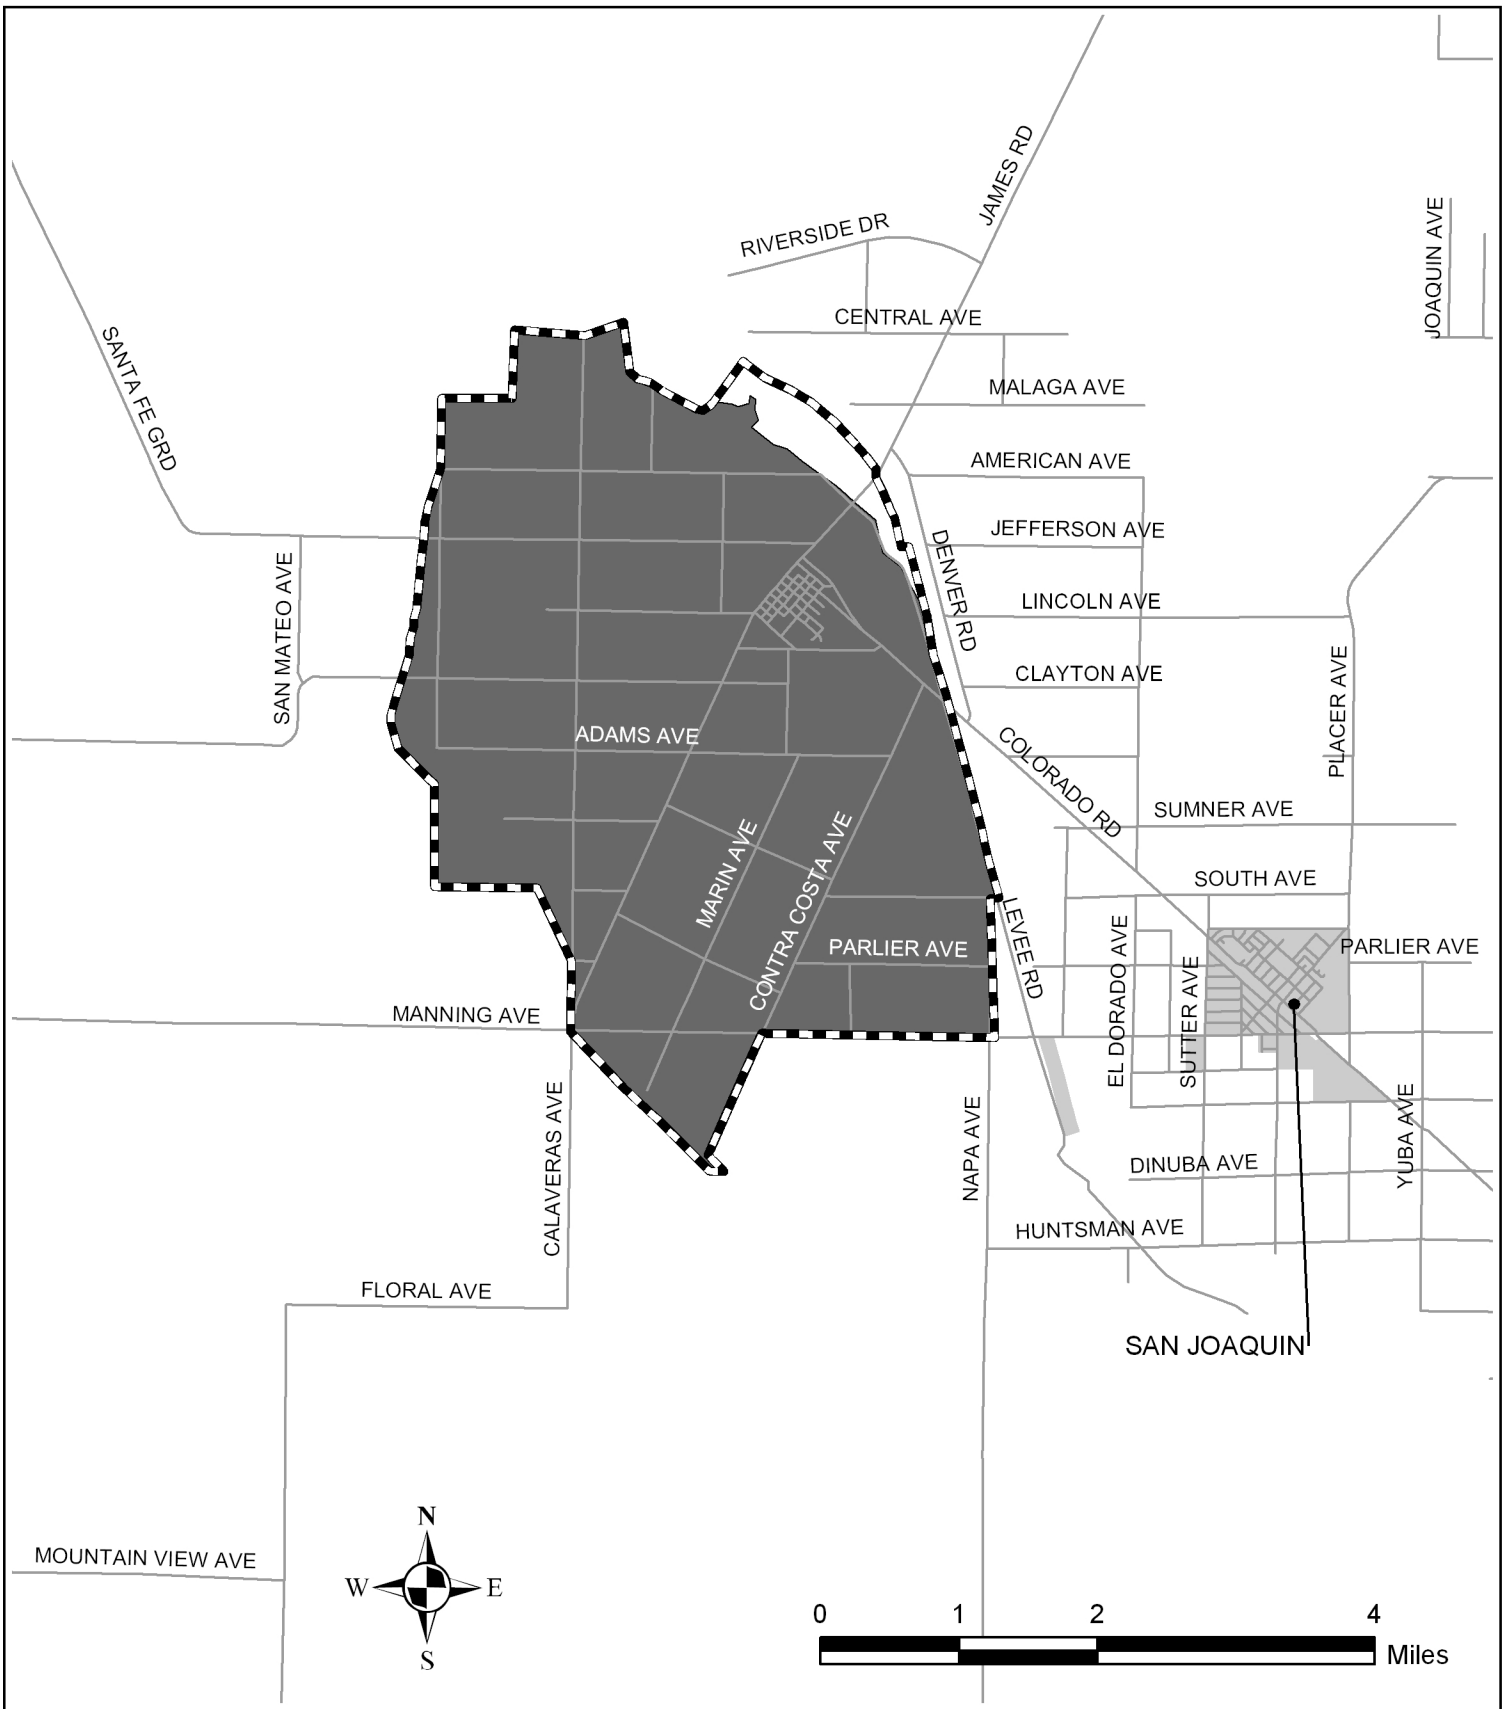 JAMES RD
RIVERSIDE DR
JOAQUIN AVE
CENTRAL AVE
SANTA FE GRD
MALAGA AVE
AMERICAN AVE
JEFFERSON AVE
DENVER RD
SAN MATEO AVE
LINCOLN AVE
CLAYTON AVE
PLACER AVE
ADAMS AVE
COLORADO RD
SUMNER AVE
MARIN AVE
CONTRA COSTA AVE
SOUTH AVE
LEVEE RD
PARLIER AVE
PARLIER AVE
EL DORADO AVE
SUTTER AVE
MANNING AVE
CALAVERAS AVE
NAPA AVE
YUBA AVE
DINUBA AVE
HUNTSMAN AVE
FLORAL AVE
SAN JOAQUIN
N
MOUNTAIN VIEW AVE
W E
S
0 1 2 4
Miles